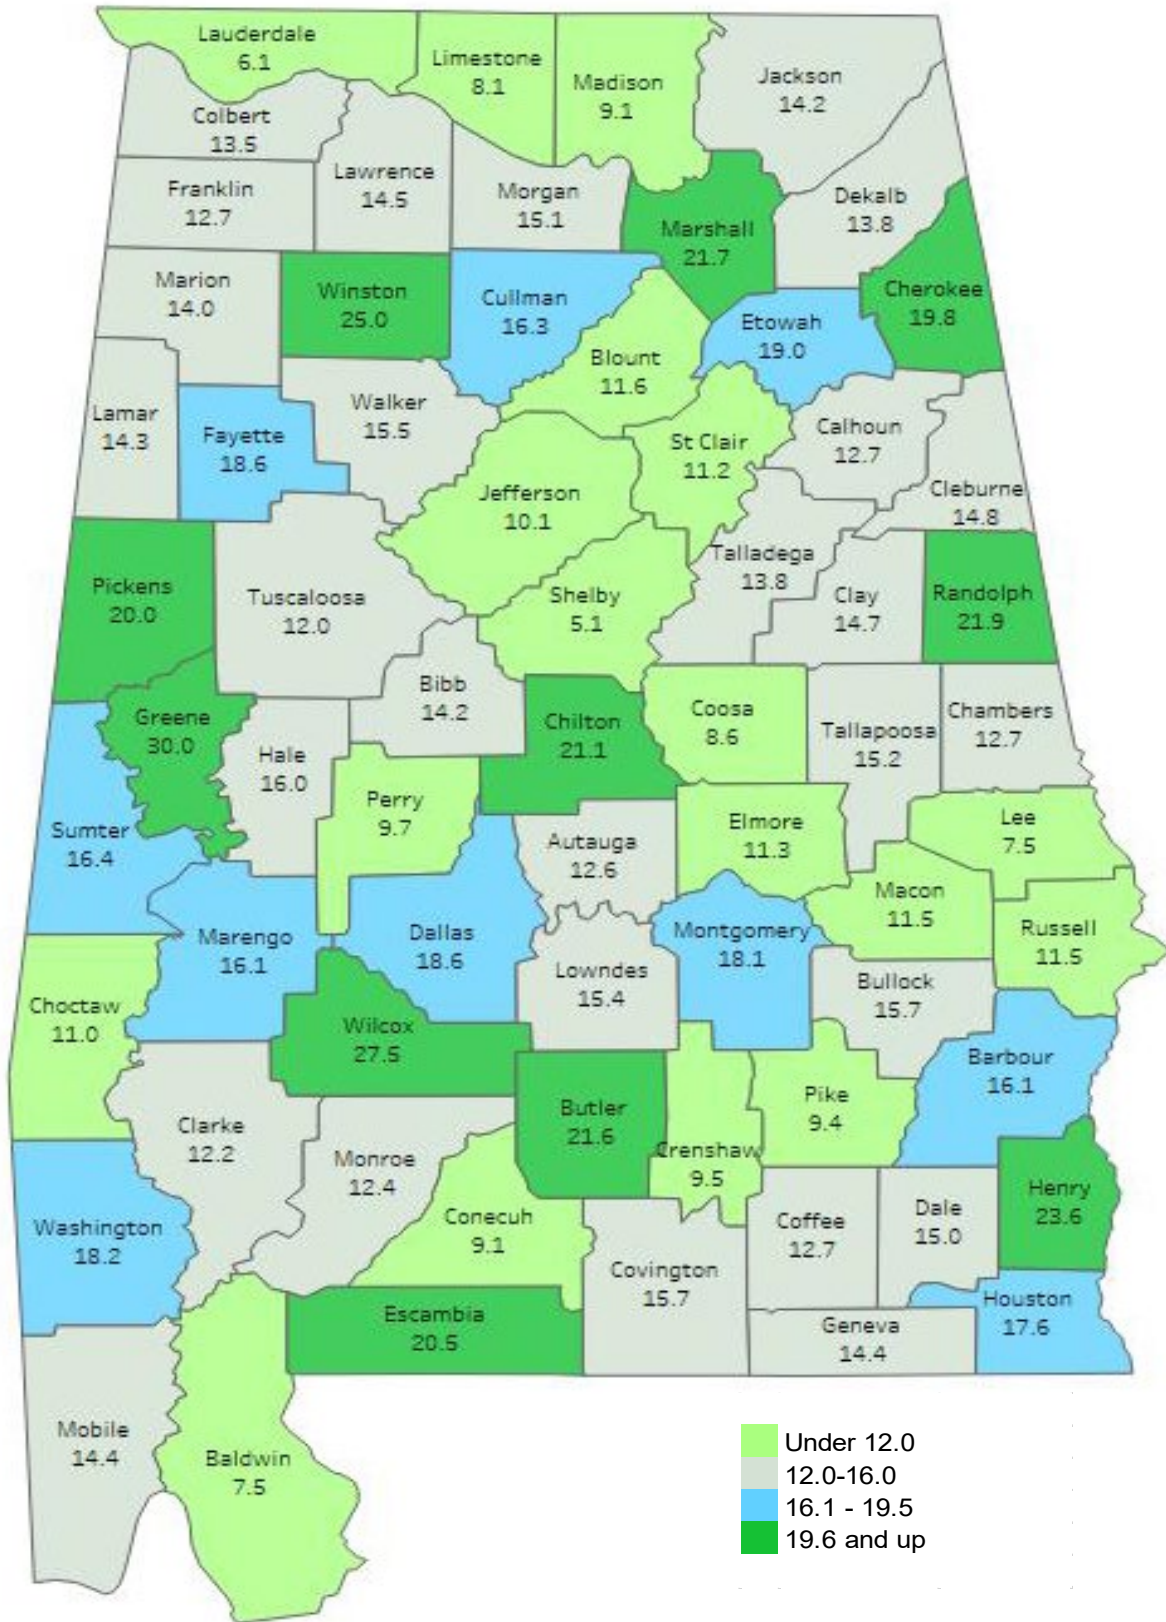 Lauderdale
6.1
Limestone
8.1
Madison
9.1
Jackson
14.2
Colbert
13.5
Lawrence
14.5
Franklin
12.7
Morgan
15.1
Dekalb
13.8
Marshall
21.7
Marion
14.0
Winston
25.0
Cullman
16.3
Cherokee
19.8
Etowah
19.0
Blount
11.6
Lamar
14.3
Walker
15.5
Fayette
18.6
St Clair
11.2
Calhoun
12.7
Jefferson
10.1
Cleburne
14.8
Talladega
13.8
Pickens
20.0
Tuscaloosa
12.0
Shelby
5.1
Clay
14.7
Randolph
21.9
Bibb
14.2
Greene
30.0
Hale
16.0
Chilton
21.1
Coosa
8.6
Tallapoosa
15.2
Chambers
12.7
Perry
9.7
Sumter
16.4
Autauga
12.6
Elmore
11.3
Lee
7.5
Macon
11.5
Russell
11.5
Marengo
16.1
Dallas
18.6
Montgomery
18.1
Lowndes
15.4
Bullock
15.7
Choctaw
11.0
Wilcox
27.5
Barbour
16.1
Butler
21.6
Pike
9.4
Clarke
12.2
Monroe
12.4
Crenshaw
9.5
Henry
23.6
Washington
18.2
Conecuh
9.1
Coffee
12.7
Dale
15.0
Covington
15.7
Houston
17.6
Escambia
20.5
Geneva
14.4
Mobile
14.4
Baldwin
7.5
Under 12.0
12.0-16.0
16.1 - 19.5
19.6 and up